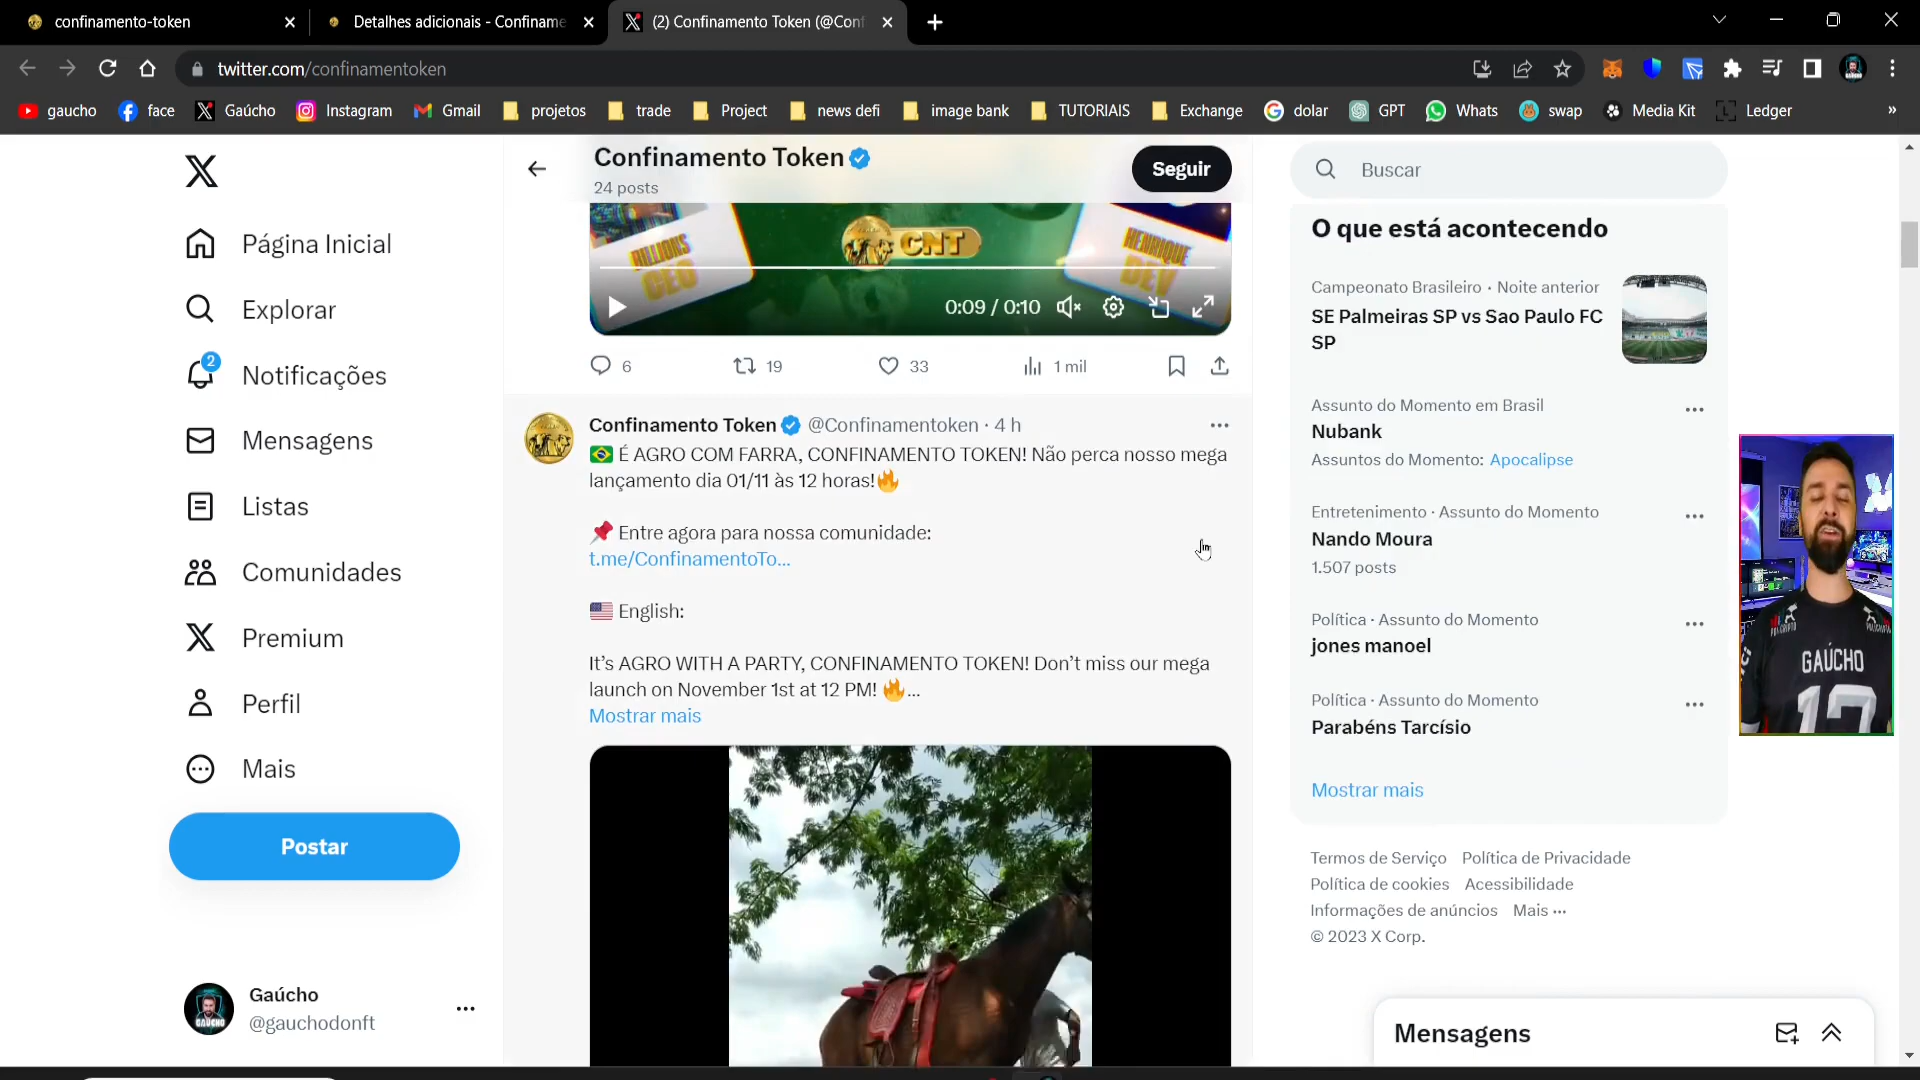 confinamento-token
Detalhes adicionais - Confiname
(2) Confinamento Token (@Conf
twitter.com/confinamentoken
gaucho
face
Gaúcho
Instagram
Gmail
projetos
trade
Project
news defi
image bank
TUTORIAIS
Exchange
dolar
GPT
Whats
swap
Media Kit
Ledger
»
Página Inicial
Explorar
2
Notificações
Mensagens
Listas
Comunidades
Premium
Perfil
Mais
Postar
Gaúcho
@gauchodonft
Confinamento Token
24 posts
Seguir
BILLIONS
CEO
CNT
HENRIQUE
DEV
0:09 / 0:10
6
19
33
1 mil
Confinamento Token @Confinamentoken · 4 h
É AGRO COM FARRA, CONFINAMENTO TOKEN! Não perca nosso mega
lançamento dia 01/11 às 12 horas!🔥
📌 Entre agora para nossa comunidade:
t.me/ConfinamentoTo...
English:
It's AGRO WITH A PARTY, CONFINAMENTO TOKEN! Don't miss our mega
launch on November 1st at 12 PM! 🔥...
Mostrar mais
Buscar
O que está acontecendo
Campeonato Brasileiro · Noite anterior
SE Palmeiras SP vs Sao Paulo FC
SP
Assunto do Momento em Brasil
Nubank
Assuntos do Momento: Apocalipse
Entretenimento · Assunto do Momento
Nando Moura
1.507 posts
Política · Assunto do Momento
jones manoel
Política · Assunto do Momento
Parabéns Tarcísio
Mostrar mais
Termos de Serviço Política de Privacidade
Política de cookies Acessibilidade
Informações de anúncios Mais ···
© 2023 X Corp.
GAÚCHO
Mensagens